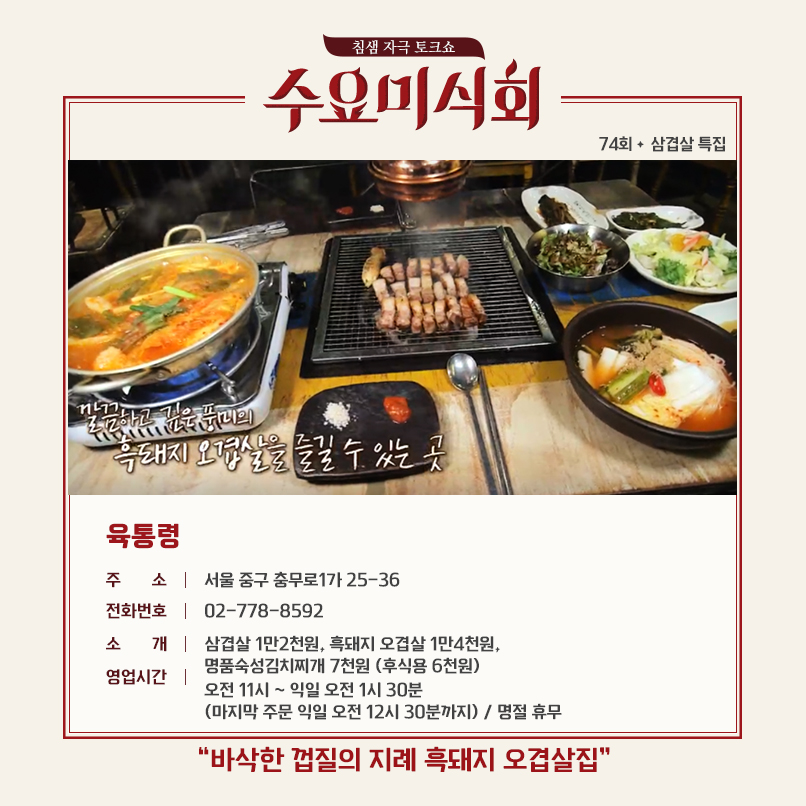 침샘 자극 토크쇼
수요미식회
74회 + 삼겹살 특집
깔끔하고 깊은 풍미의
흑돼지 오겹살을 즐길 수 있는 곳
육통령
주 소 | 서울 중구 충무로1가 25-36
전화번호 | 02-778-8592
소 개 | 삼겹살 1만2천원, 흑돼지 오겹살 1만4천원,
명품숙성김치찌개 7천원 (후식용 6천원)
영업시간 | 오전 11시 ~ 익일 오전 1시 30분
(마지막 주문 익일 오전 12시 30분까지) / 명절 휴무
“바삭한 껍질의 지례 흑돼지 오겹살집”